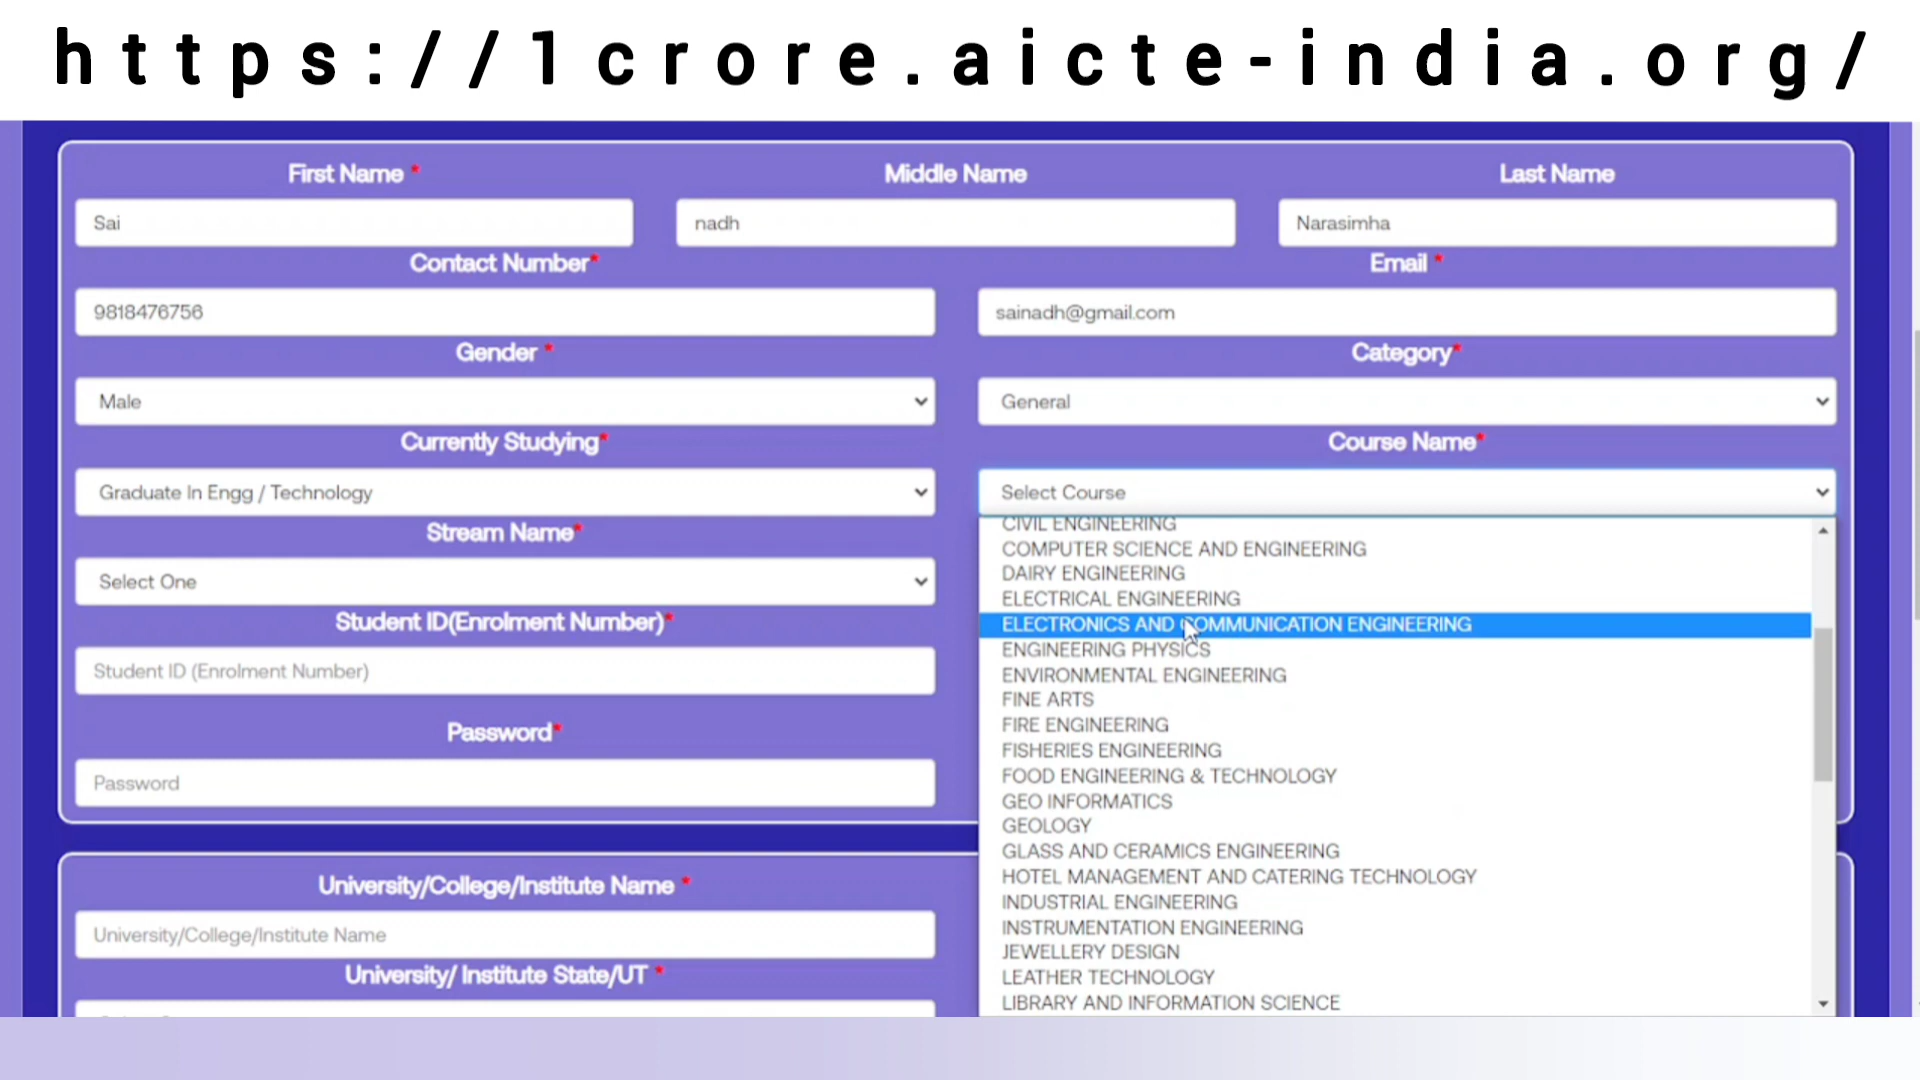 https://1crore.aicte-india.org/
First Name * Middle Name Last Name
Sai nadh Narasimha
Contact Number* Email *
9818476756 sainadh@gmail.com
Gender * Category*
Male General
Currently Studying* Course Name*
Graduate In Engg / Technology Select Course
Stream Name*
Select One
Student ID(Enrolment Number)*
Student ID (Enrolment Number)
Password*
Password
CIVIL ENGINEERING
COMPUTER SCIENCE AND ENGINEERING
DAIRY ENGINEERING
ELECTRICAL ENGINEERING
ELECTRONICS AND COMMUNICATION ENGINEERING
ENGINEERING PHYSICS
ENVIRONMENTAL ENGINEERING
FINE ARTS
FIRE ENGINEERING
FISHERIES ENGINEERING
FOOD ENGINEERING & TECHNOLOGY
GEO INFORMATICS
GEOLOGY
GLASS AND CERAMICS ENGINEERING
HOTEL MANAGEMENT AND CATERING TECHNOLOGY
INDUSTRIAL ENGINEERING
INSTRUMENTATION ENGINEERING
JEWELLERY DESIGN
LEATHER TECHNOLOGY
LIBRARY AND INFORMATION SCIENCE
University/College/Institute Name *
University/College/Institute Name
University/ Institute State/UT *